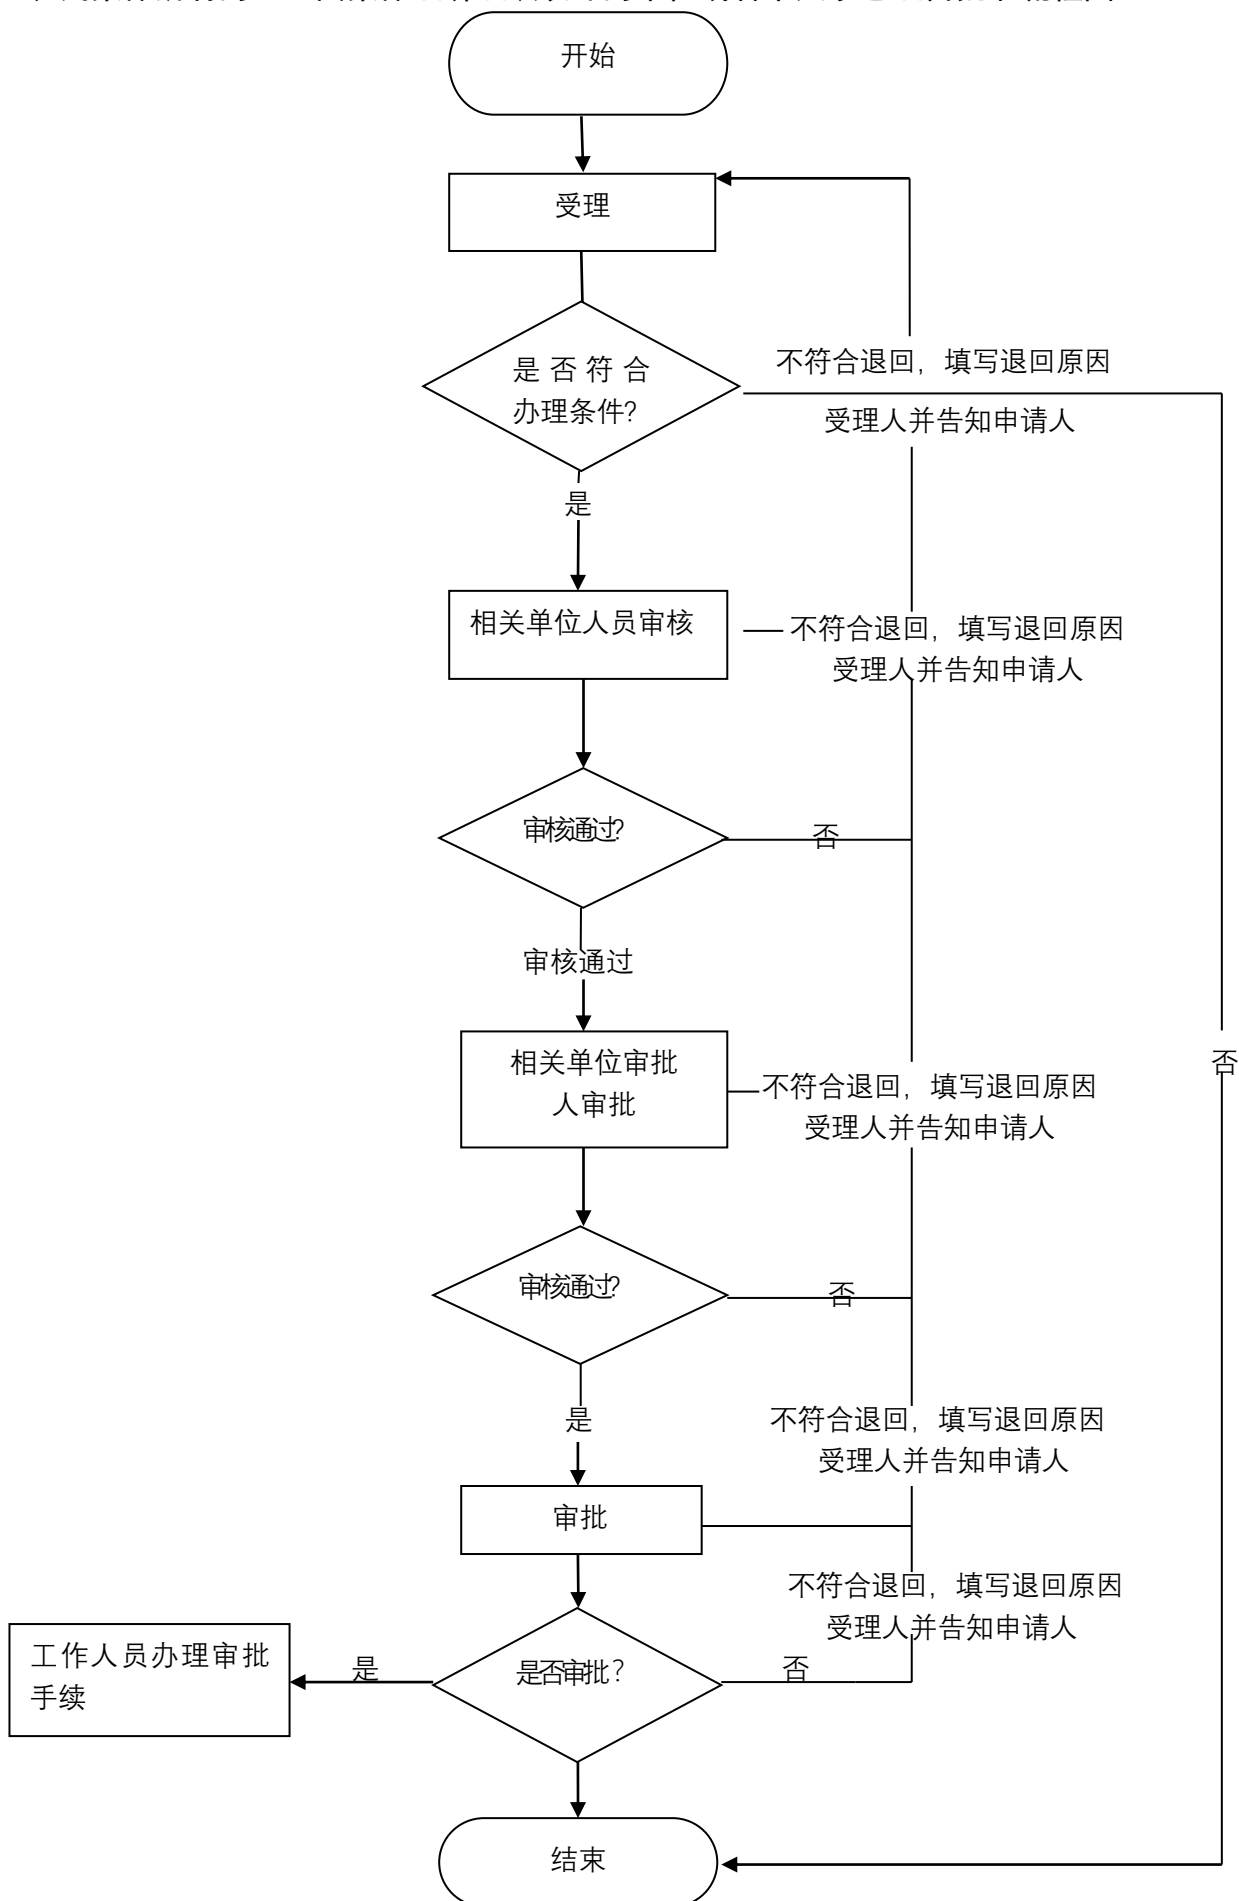 开始
受理
是否符合
办理条件?
不符合退回，填写退回原因
受理人并告知申请人
是
相关单位人员审核
不符合退回，填写退回原因
受理人并告知申请人
审核通过?
否
审核通过
相关单位审批
人审批
不符合退回，填写退回原因
受理人并告知申请人
否
审核通过?
否
是
不符合退回，填写退回原因
受理人并告知申请人
审批
不符合退回，填写退回原因
受理人并告知申请人
工作人员办理审批
手续
是
是否审批?
否
结束